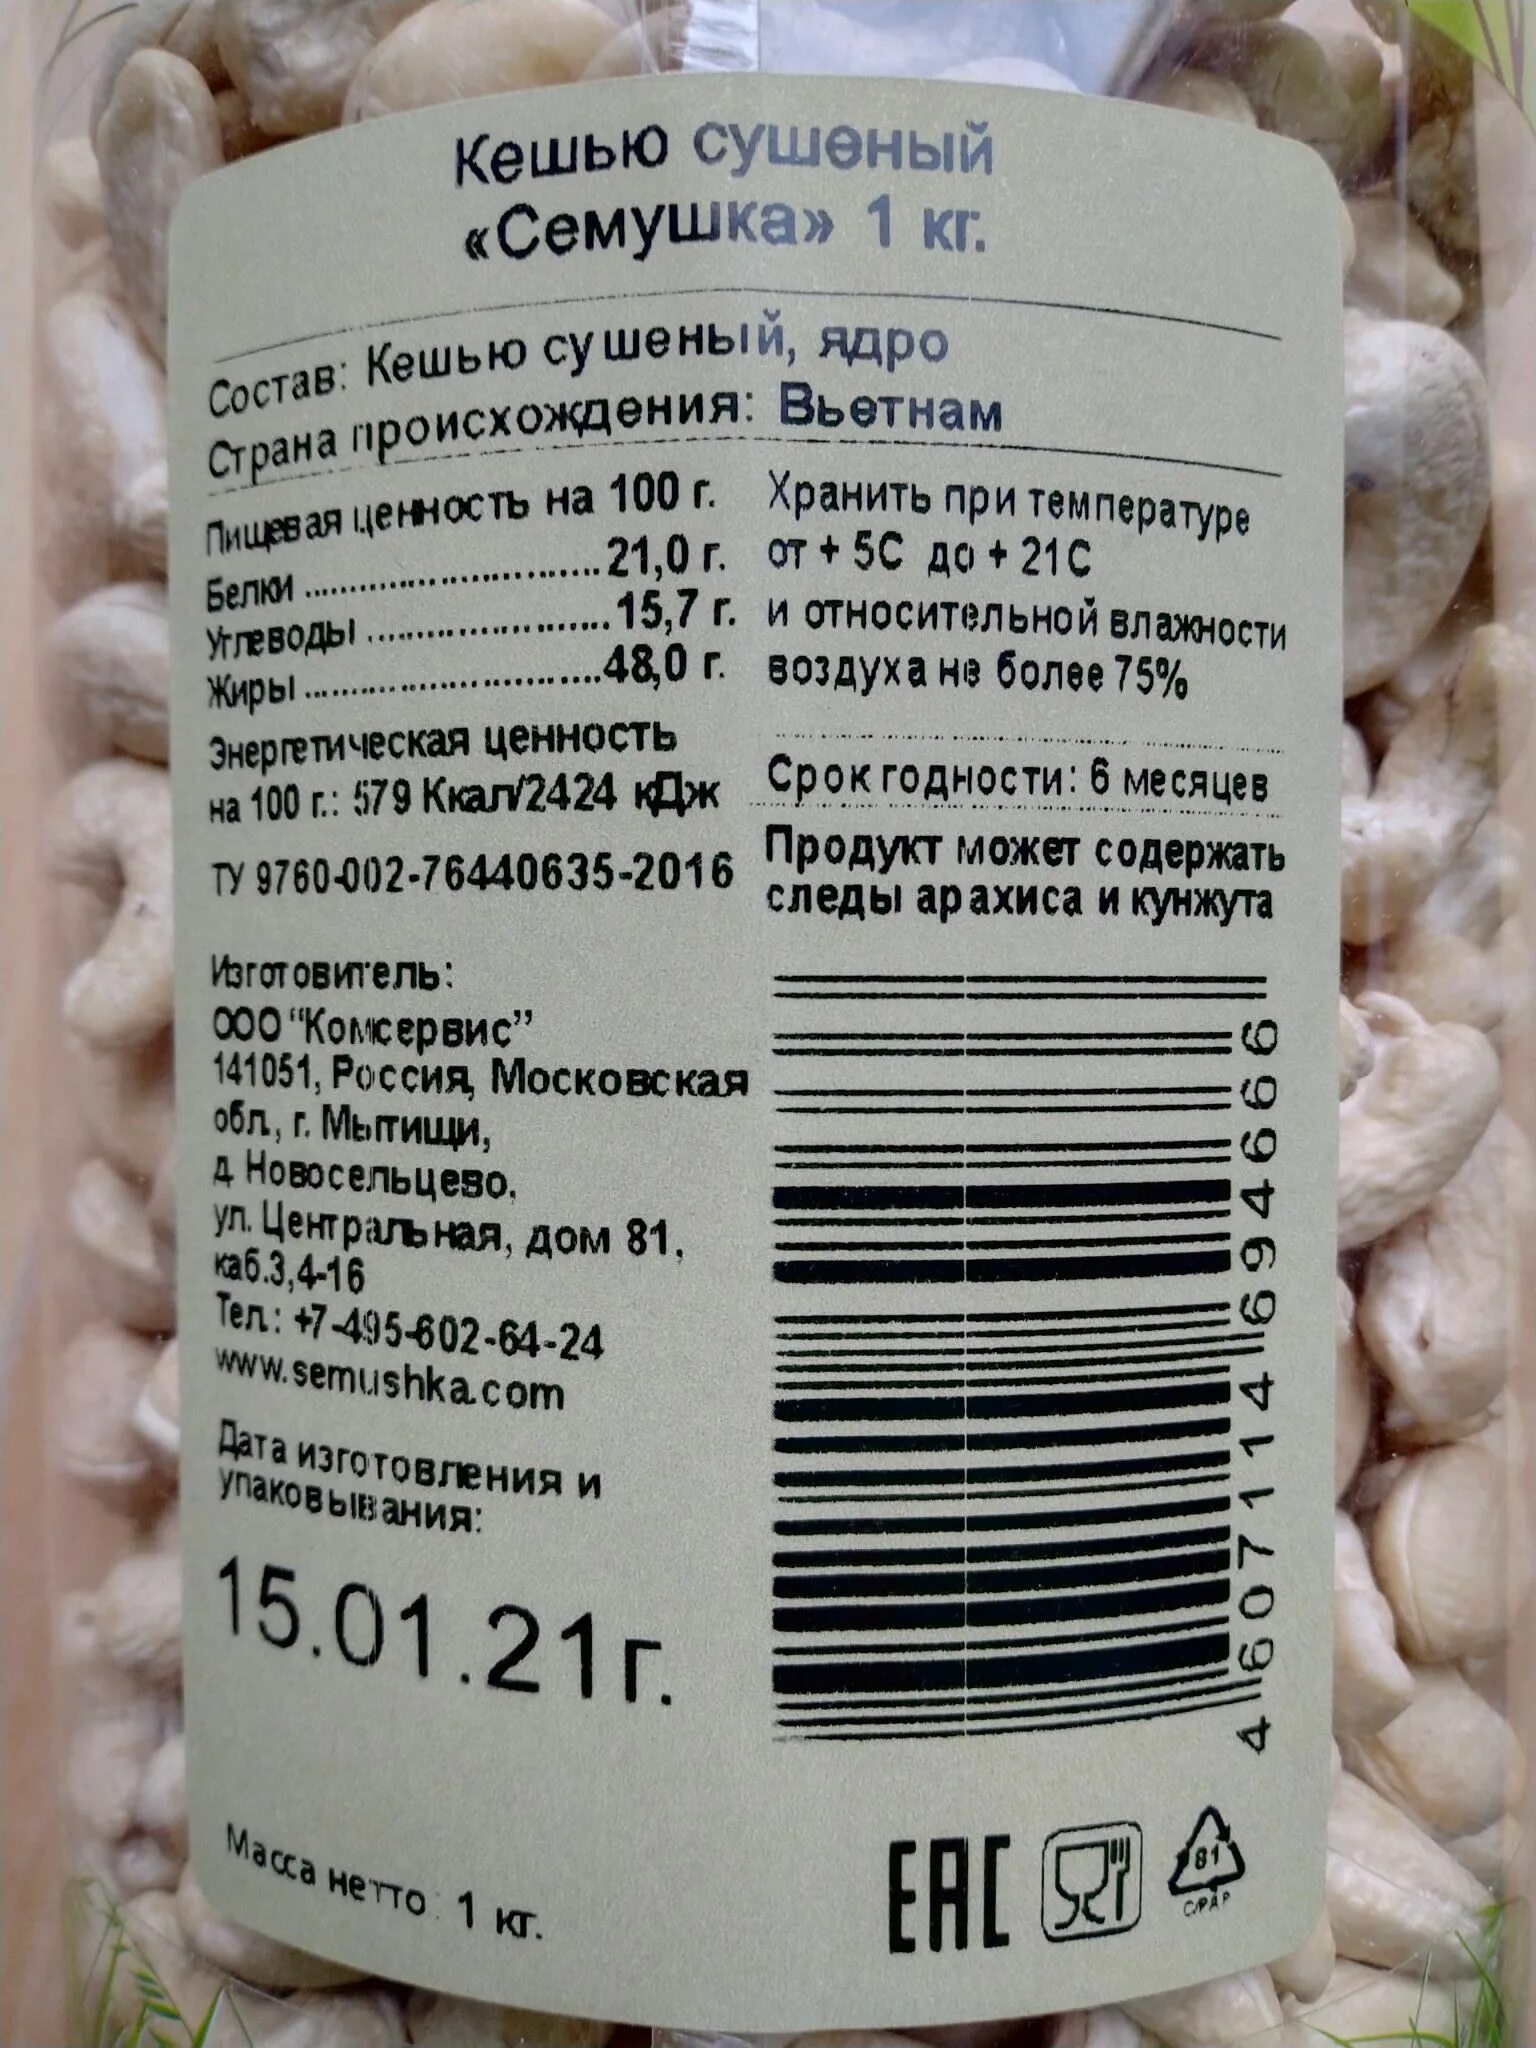 Кешью сушеный
«Семушка» 1 кг.
Состав: Кешью сушеный, ядро
Страна происхождения: Вьетнам
Пищевая ценность на 100 г.
Белки ............................21,0 г.
Углеводы .......................15,7 г.
Жиры ............................48,0 г.
Энергетическая ценность
на 100 г.: 579 Ккал/2424 кДж
ТУ 9760-002-76440635-2016
Хранить при температуре
от + 5С до + 21С
и относительной влажности
воздуха не более 75%
Срок годности: 6 месяцев
Продукт может содержать
следы арахиса и кунжута
Изготовитель:
ООО “Комсервис”
141051, Россия, Московская
обл., г. Мытищи,
д. Новосельцево,
ул. Центральная, дом 81,
каб.3,4-16
Тел.: +7-495-602-64-24
www.semushka.com
Дата изготовления и
упаковывания:
15.01.21г.
Масса нетто: 1 кг.
4 607114 694666
EAC
81
C/PAP